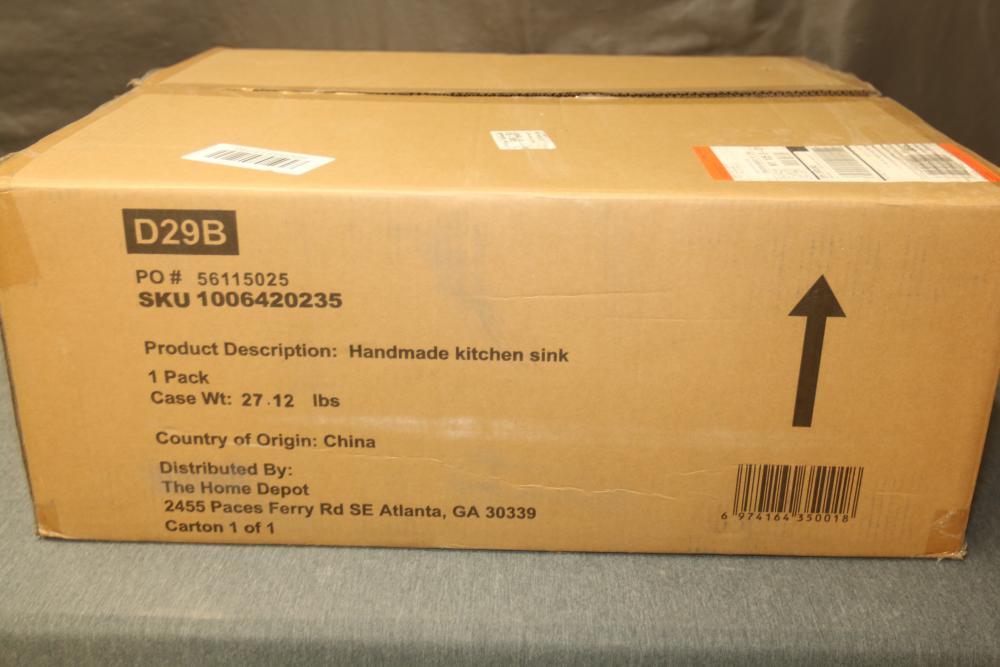 D29B
PO # 56115025
SKU 1006420235
Product Description: Handmade kitchen sink
1 Pack
Case Wt: 27.12 lbs
Country of Origin: China
Distributed By:
The Home Depot
2455 Paces Ferry Rd SE Atlanta, GA 30339
Carton 1 of 1
6 974164 350018